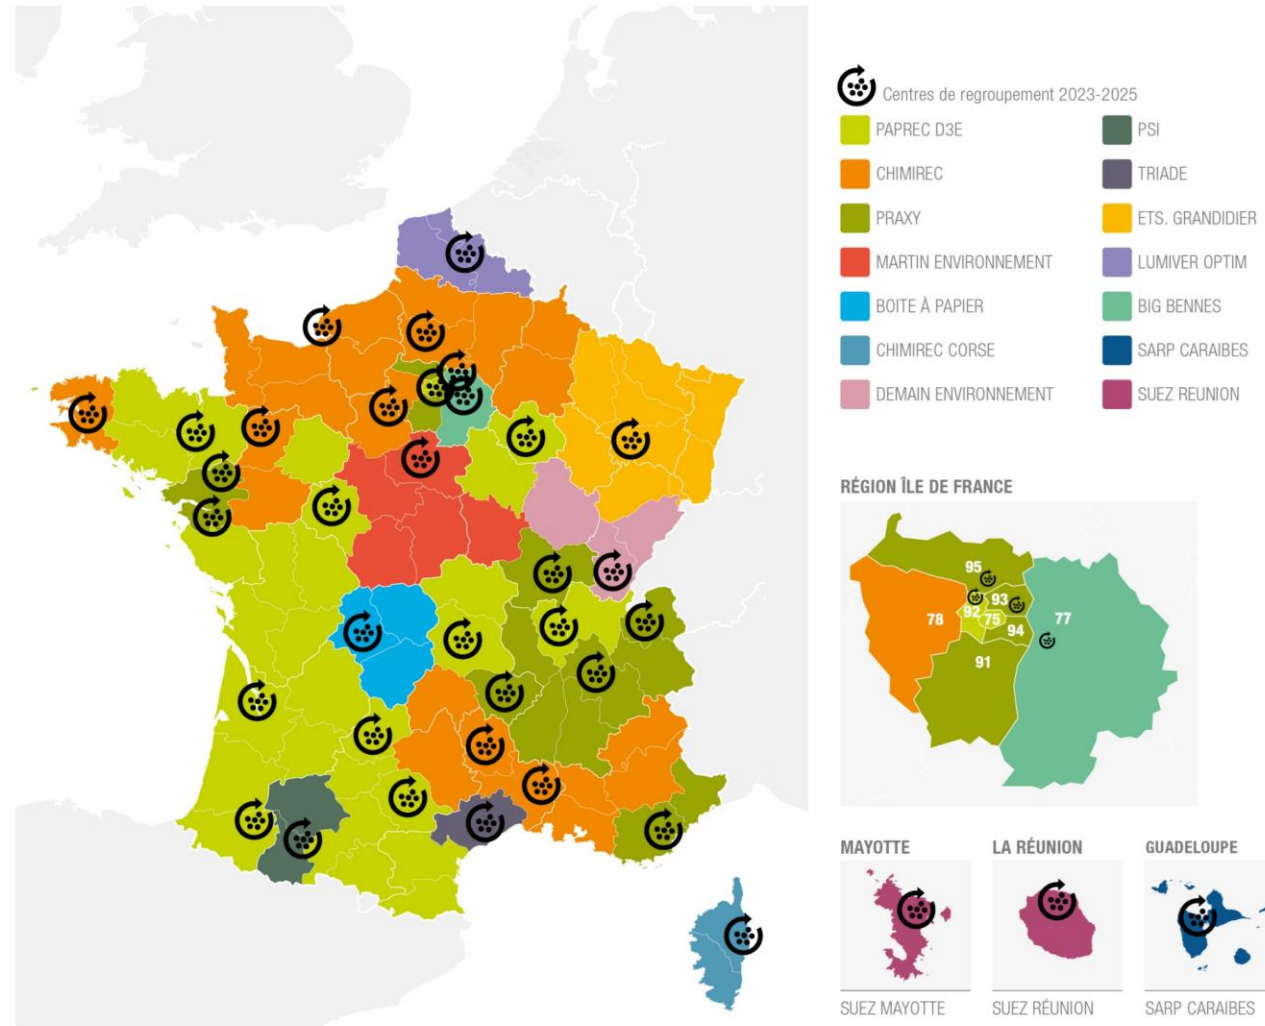 Centres de regroupement 2023-2025
PAPREC D3E
CHIMIREC
PRAXY
MARTIN ENVIRONNEMENT
BOITE À PAPIER
CHIMIREC CORSE
DEMAIN ENVIRONNEMENT
PSI
TRIADE
ETS. GRANDIDIER
LUMIVER OPTIM
BIG BENNES
SARP CARAIBES
SUEZ REUNION
RÉGION ÎLE DE FRANCE
95
93
92
75
78
77
94
91
MAYOTTE
SUEZ MAYOTTE
LA RÉUNION
SUEZ RÉUNION
GUADELOUPE
SARP CARAIBES